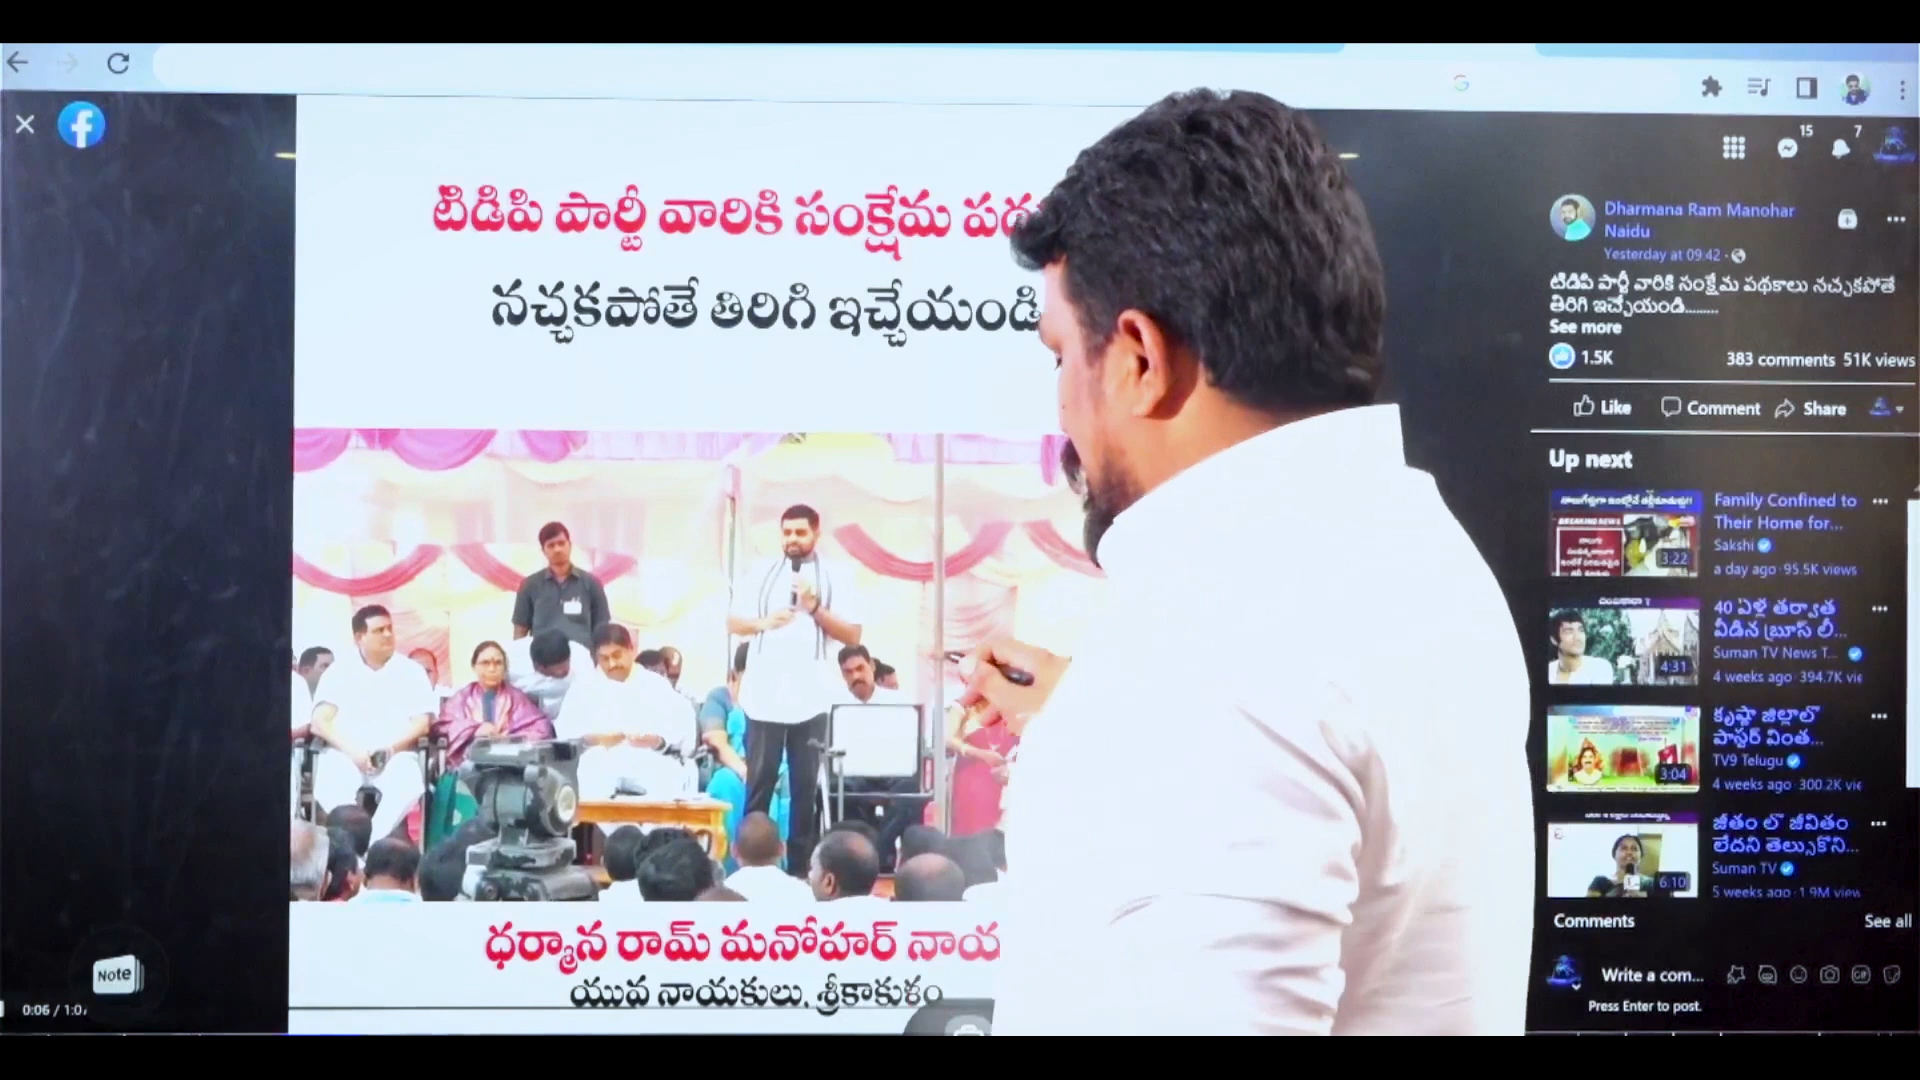 టిడిపి పార్టీ వారికి సంక్షేమ
నచ్చకపోతే తిరిగి ఇచ్చేయండి
ధర్మాన రామ్ మనోహర్
యువ నాయకులు, శ్రీకాకుళం
Note
0:06 / 1:07
15
7
Dharmana Ram Manohar
Naidu
Yesterday at 09:42
టిడిపి పార్టీ వారికి సంక్షేమ పథకాలు నచ్చకపోతే
తిరిగి ఇచ్చేయండి.........
See more
1.5K
383 comments 51K views
Like
Comment
Share
Up next
BREAKING NEWS
3:22
Family Confined to
Their Home for...
Sakshi
a day ago · 95.5K views
4:31
40 ఏళ్ల తర్వాత
వీడిన బ్రూస్ లీ...
Suman TV News T...
4 weeks ago · 394.7K vie
3:04
కృష్ణా జిల్లాలో
పాస్టర్ వింత...
TV9 Telugu
4 weeks ago · 300.2K vie
6:10
జీతం లో జీవితం
లేదని తెల్సుకొని...
Suman TV
5 weeks ago · 1.9M view
Comments
See all
Write a com...
GIF
Press Enter to post.